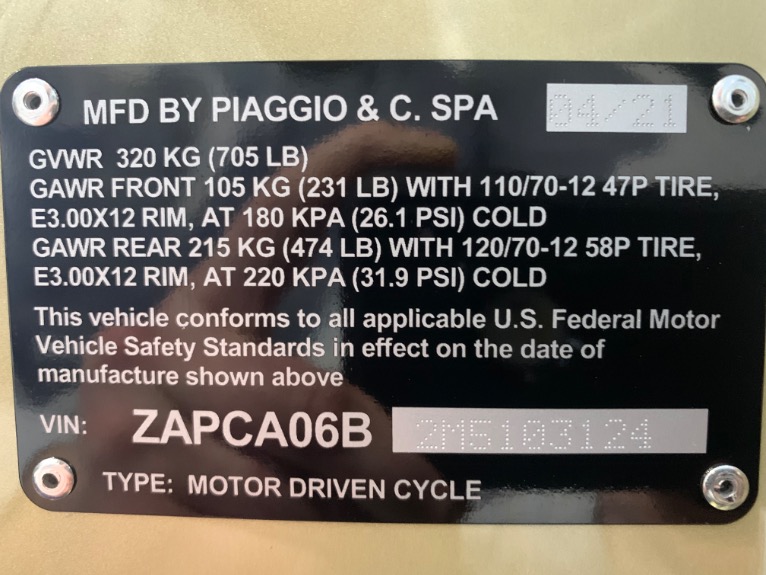 MFD BY PIAGGIO & C. SPA 04/21
GVWR 320 KG (705 LB)
GAWR FRONT 105 KG (231 LB) WITH 110/70-12 47P TIRE,
E3.00X12 RIM, AT 180 KPA (26.1 PSI) COLD
GAWR REAR 215 KG (474 LB) WITH 120/70-12 58P TIRE,
E3.00X12 RIM, AT 220 KPA (31.9 PSI) COLD
This vehicle conforms to all applicable U.S. Federal Motor
Vehicle Safety Standards in effect on the date of
manufacture shown above
VIN: ZAPCA06B 2M5103124
TYPE: MOTOR DRIVEN CYCLE